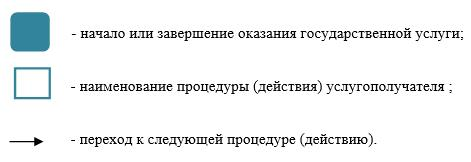 - начало или завершение оказания государственной услуги;
- наименование процедуры (действия) услугополучателя ;
- переход к следующей процедуре (действию).